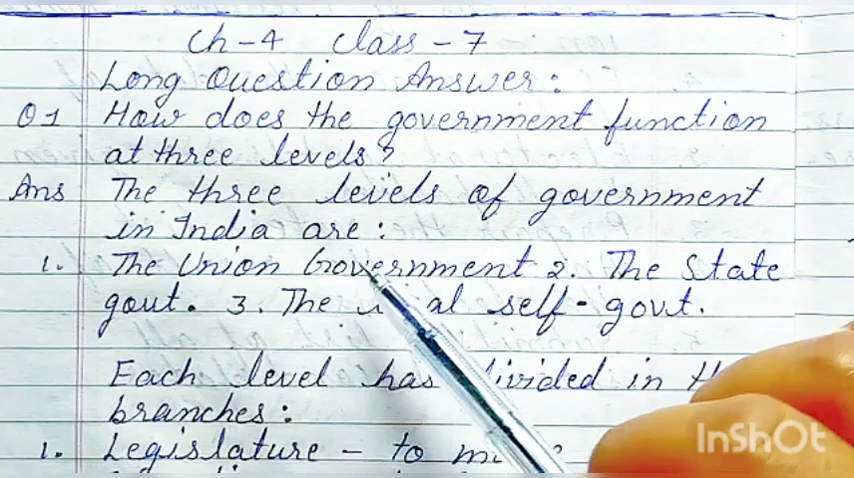 Ch-4 Class-7
Long Question Answer:
Q1 How does the government function
at three levels?
Ans The three levels of government
in India are:
1. The Union Government 2. The State
govt. 3. The self-govt.
Each level has divided in
branches:
1. Legislature - to
InShOt